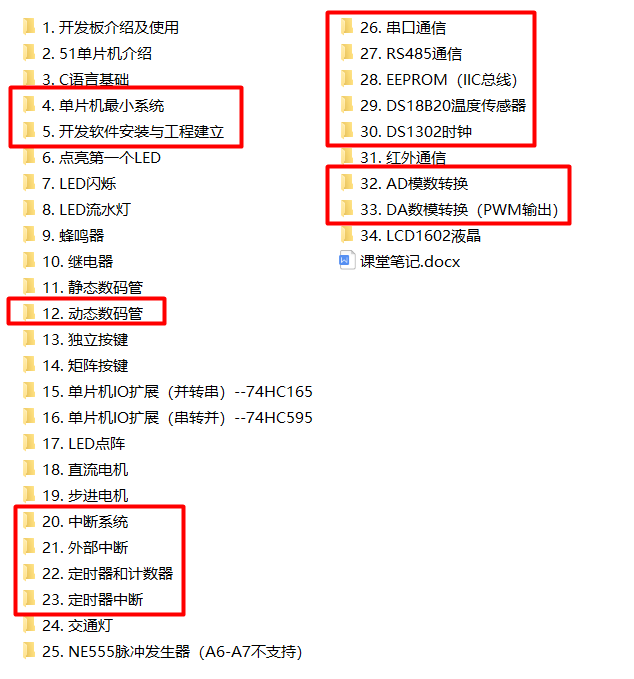 1. 开发板介绍及使用
2. 51单片机介绍
3. C语言基础
4. 单片机最小系统
5. 开发软件安装与工程建立
6. 点亮第一个LED
7. LED闪烁
8. LED流水灯
9. 蜂鸣器
10. 继电器
11. 静态数码管
12. 动态数码管
13. 独立按键
14. 矩阵按键
15. 单片机IO扩展（并转串）--74HC165
16. 单片机IO扩展（串转并）--74HC595
17. LED点阵
18. 直流电机
19. 步进电机
20. 中断系统
21. 外部中断
22. 定时器和计数器
23. 定时器中断
24. 交通灯
25. NE555脉冲发生器（A6-A7不支持）
26. 串口通信
27. RS485通信
28. EEPROM（IIC总线）
29. DS18B20温度传感器
30. DS1302时钟
31. 红外通信
32. AD模数转换
33. DA数模转换（PWM输出）
34. LCD1602液晶
课堂笔记.docx